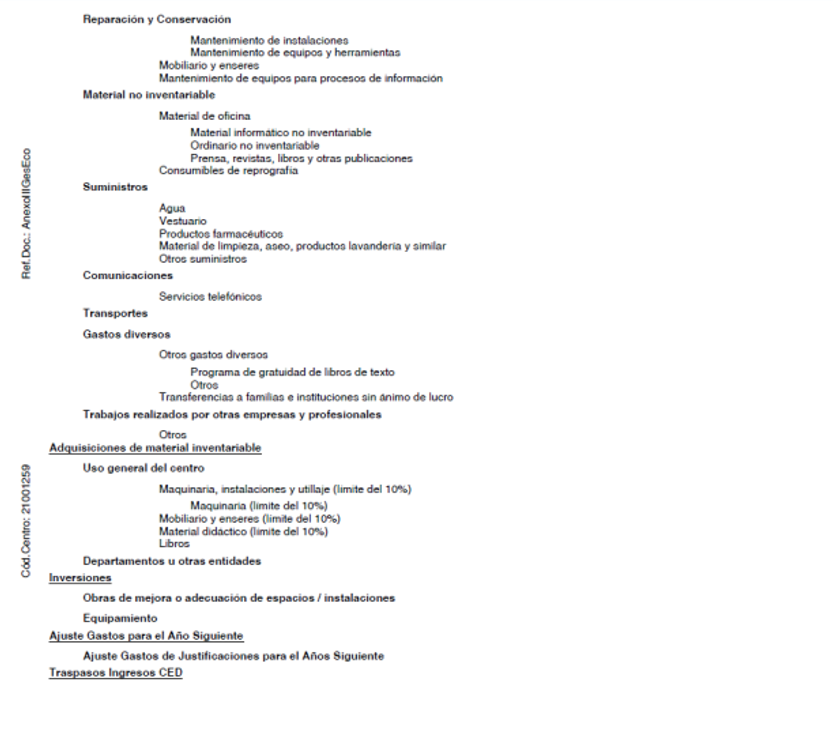 Reparación y Conservación
Mantenimiento de instalaciones
Mantenimiento de equipos y herramientas
Mobiliario y enseres
Mantenimiento de equipos para procesos de información
Material no inventariable
Material de oficina
Material informático no inventariable
Ordinario no inventariable
Prensa, revistas, libros y otras publicaciones
Consumibles de reprografía
Suministros
Agua
Vestuario
Productos farmacéuticos
Material de limpieza, aseo, productos lavandería y similar
Otros suministros
Comunicaciones
Servicios telefónicos
Transportes
Gastos diversos
Otros gastos diversos
Programa de gratuidad de libros de texto
Otros
Transferencias a familias e instituciones sin ánimo de lucro
Trabajos realizados por otras empresas y profesionales
Otros
Adquisiciones de material inventariable
Uso general del centro
Maquinaria, instalaciones y utillaje (límite del 10%)
Maquinaria (límite del 10%)
Mobiliario y enseres (límite del 10%)
Material didáctico (límite del 10%)
Libros
Departamentos u otras entidades
Inversiones
Obras de mejora o adecuación de espacios / instalaciones
Equipamiento
Ajuste Gastos para el Año Siguiente
Ajuste Gastos de Justificaciones para el Años Siguiente
Traspasos Ingresos CED
Ref.Doc.: AnexoIIIGesEco
Cód.Centro: 21001259